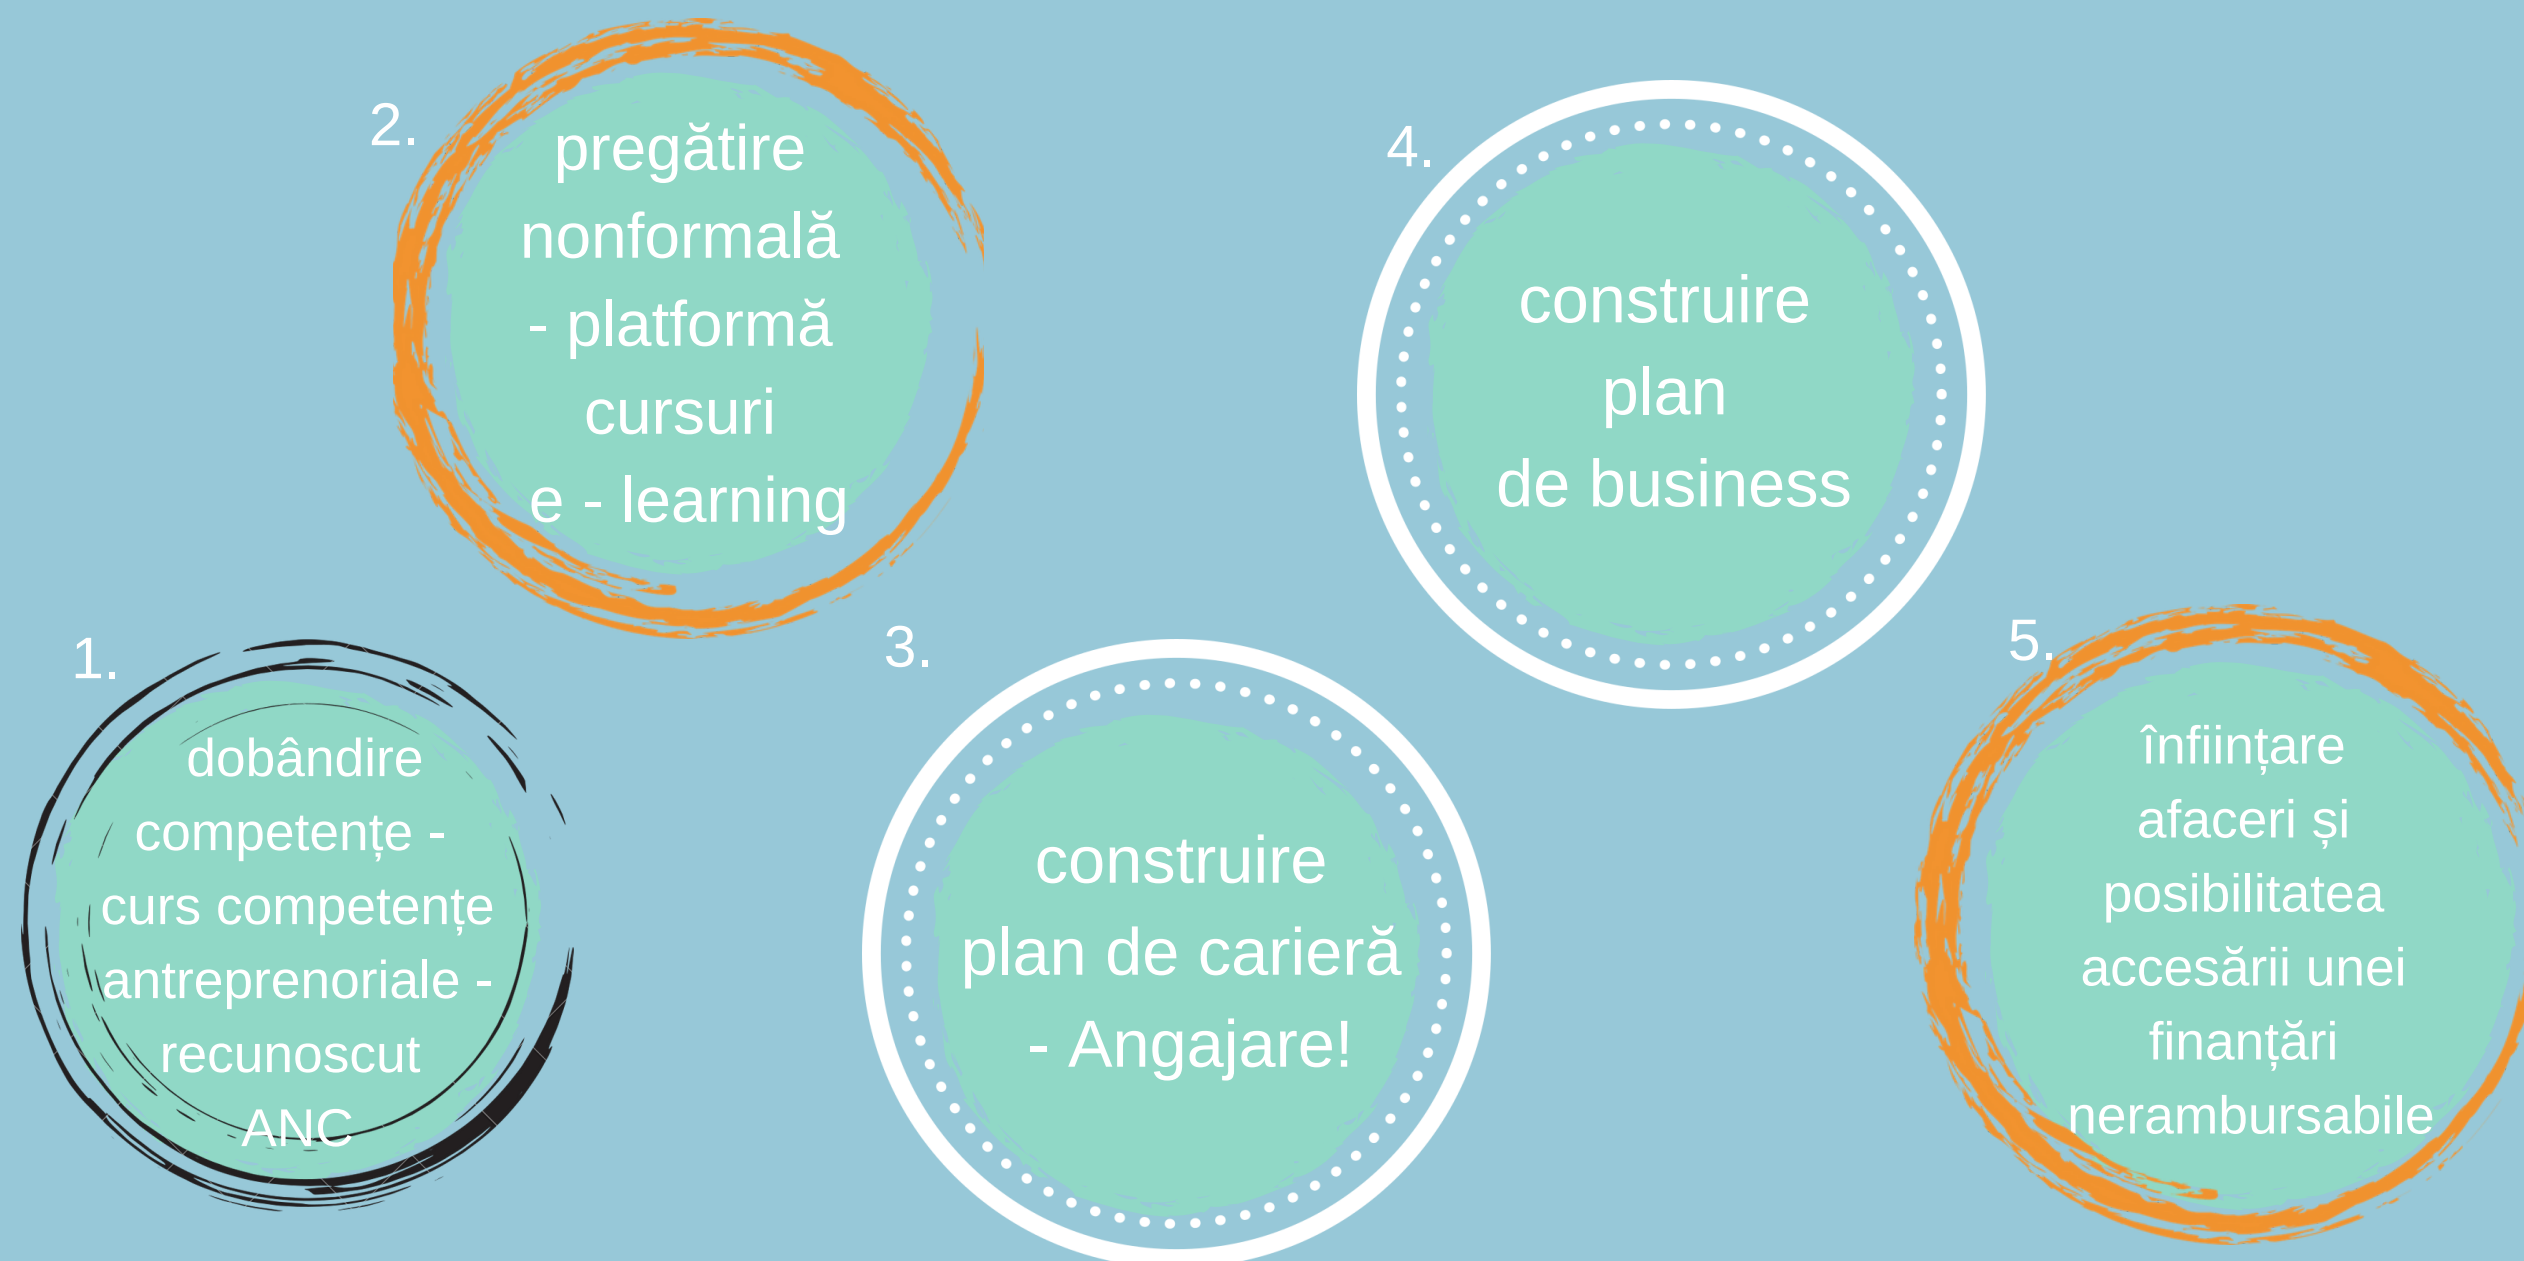 1.
dobândire
competențe -
curs competențe
antreprenoriale -
recunoscut
ANC
2.
pregătire
nonformală
- platformă
cursuri
e - learning
3.
construire
plan de carieră
- Angajare!
4.
construire
plan
de business
5.
înființare
afaceri și
posibilitatea
accesării unei
finanțări
nerambursabile